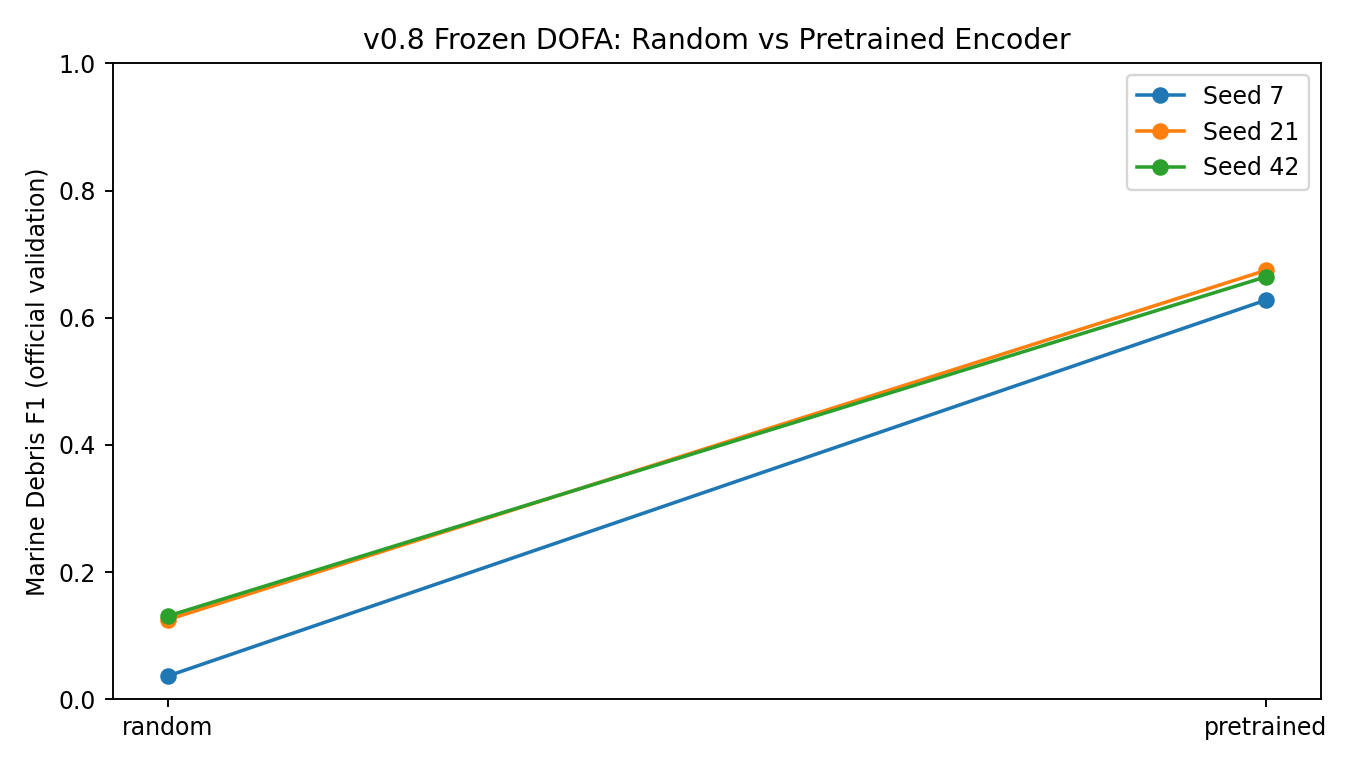 v0.8 Frozen DOFA: Random vs Pretrained Encoder
Marine Debris F1 (official validation)
1.0
0.8
0.6
0.4
0.2
0.0
random
pretrained
Seed 7
Seed 21
Seed 42